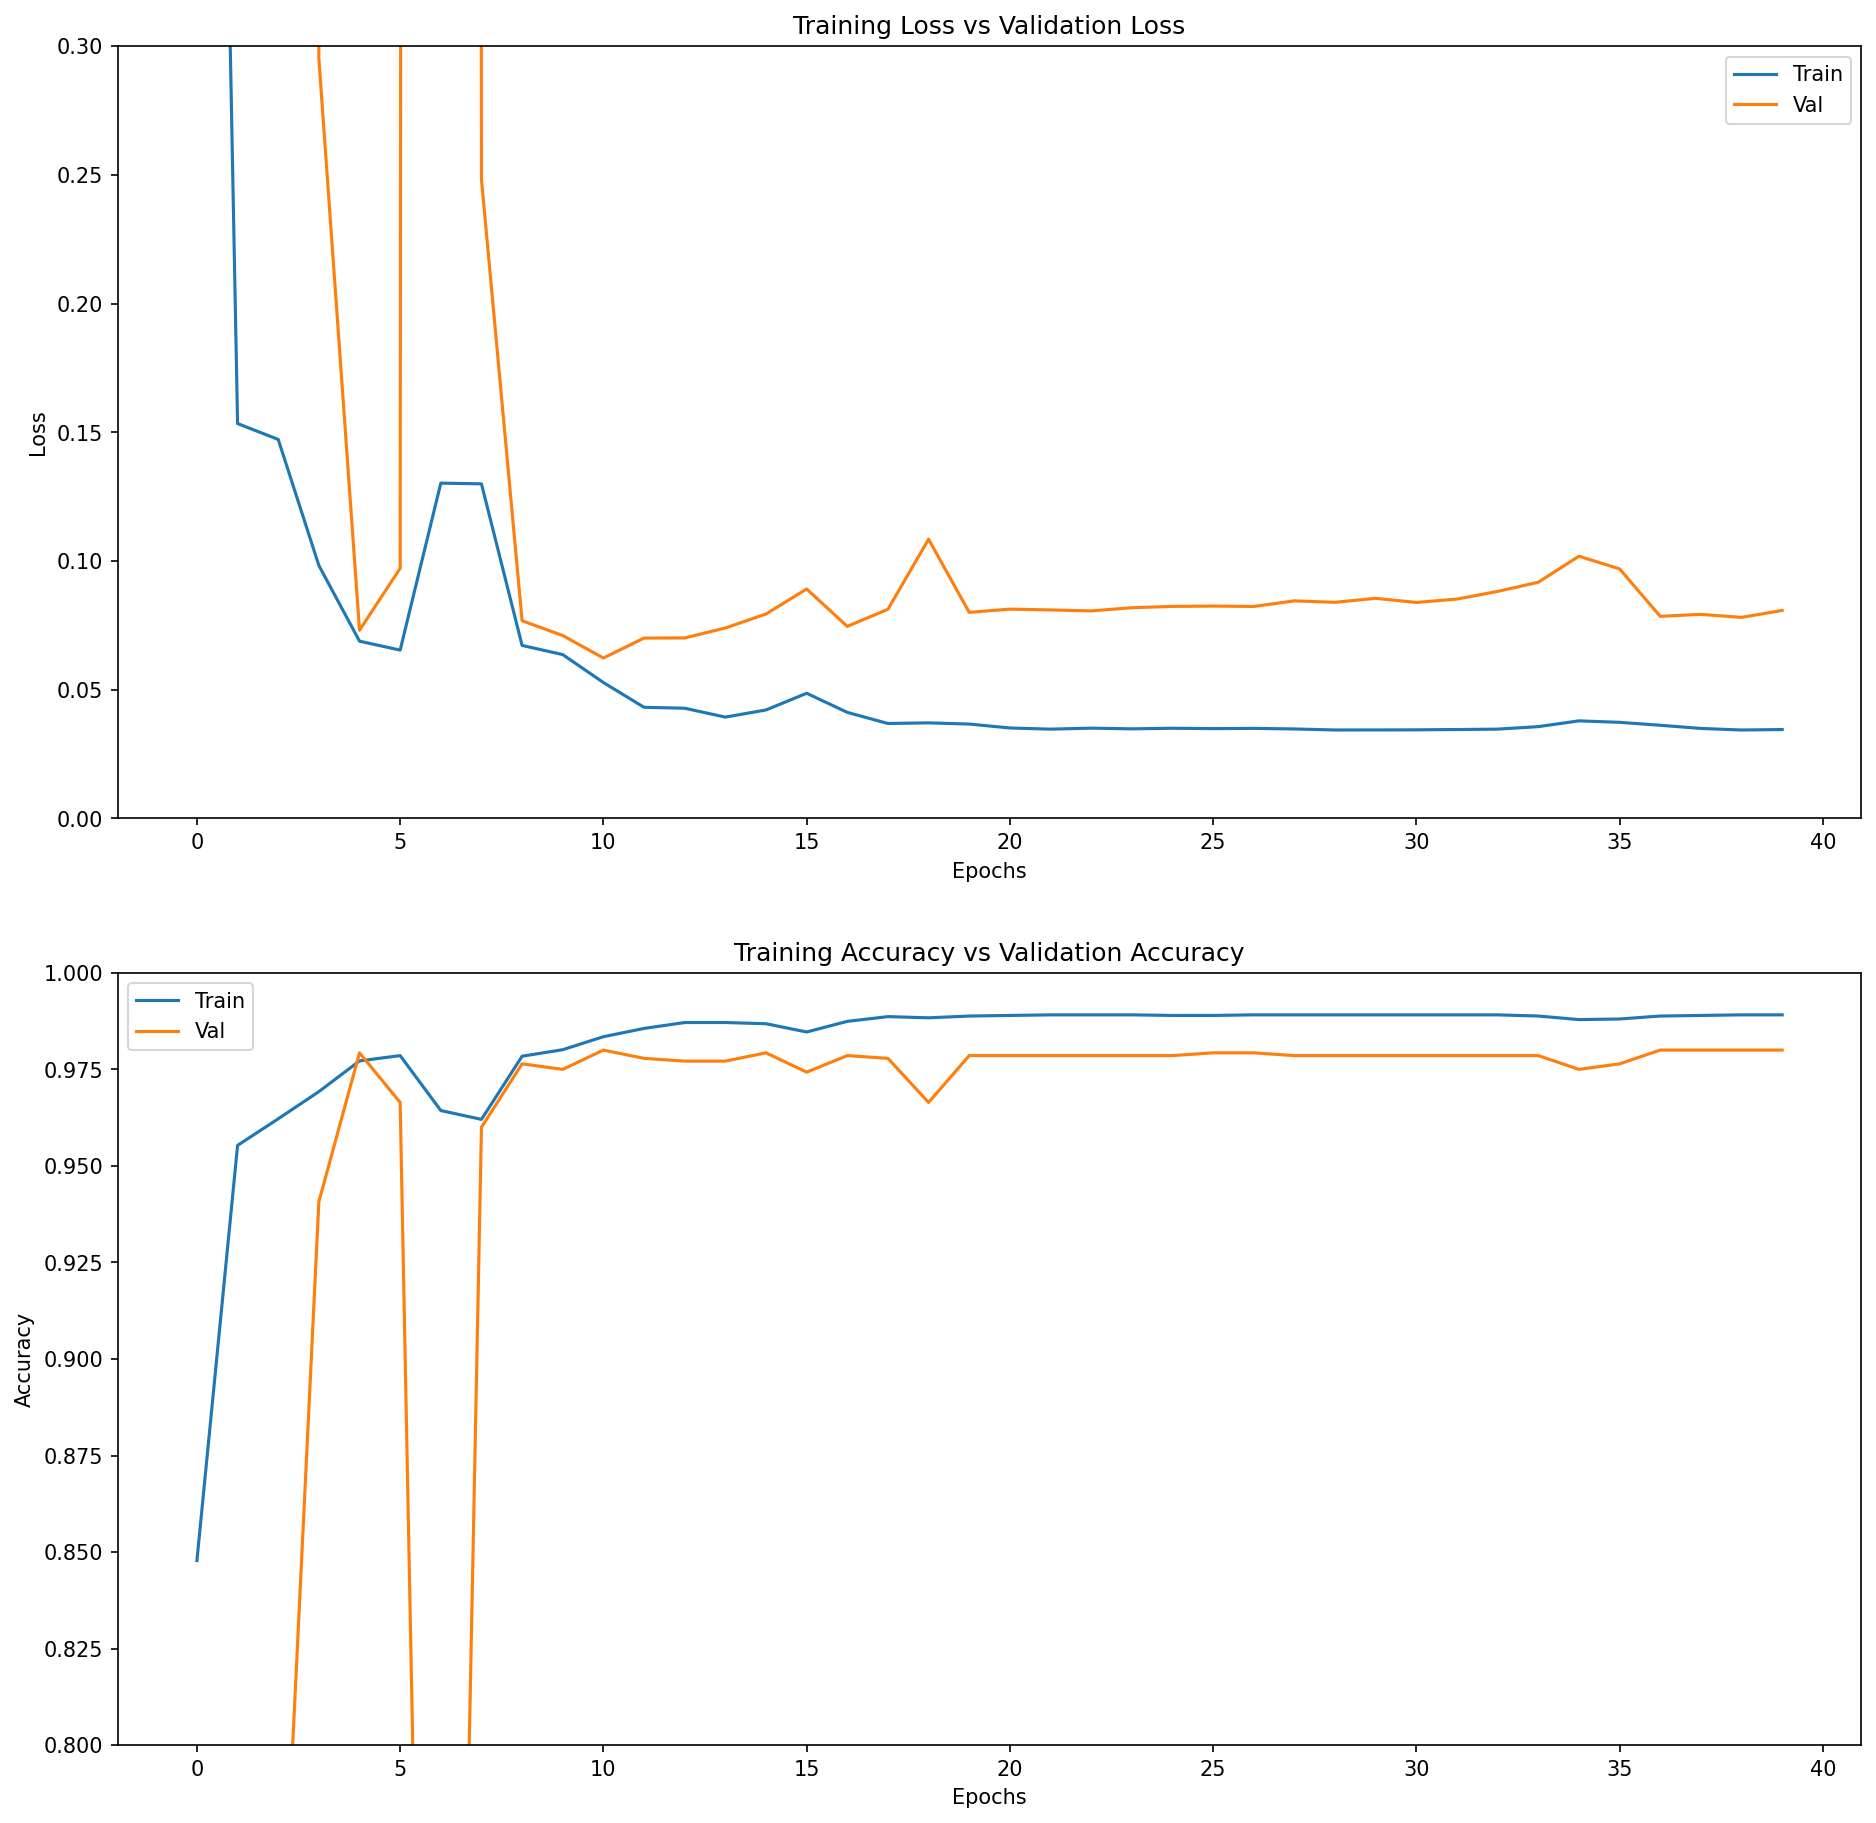 Training Loss vs Validation Loss
0.30
0.25
0.20
0.15
0.10
0.05
0.00
Loss
Train
Val
0 5 10 15 20 25 30 35 40
Epochs
Training Accuracy vs Validation Accuracy
1.000
0.975
0.950
0.925
0.900
0.875
0.850
0.825
0.800
Accuracy
Train
Val
0 5 10 15 20 25 30 35 40
Epochs